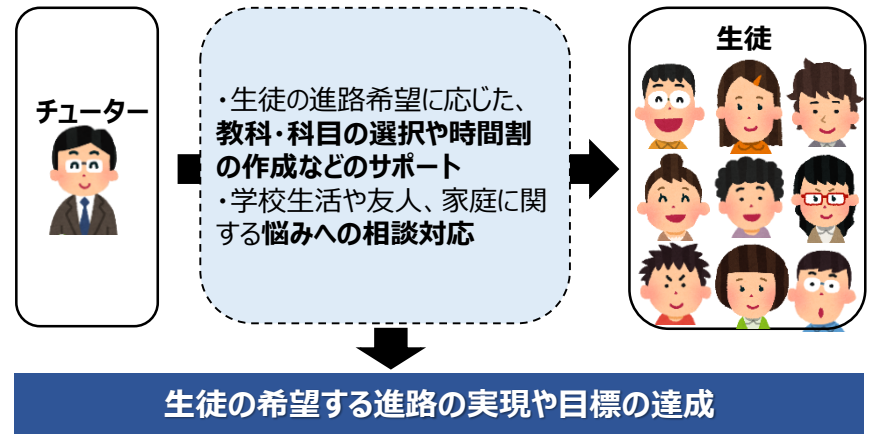 チューター
・生徒の進路希望に応じた、
教科・科目の選択や時間割
の作成などのサポート
・学校生活や友人、家庭に関
する悩みへの相談対応
生徒
生徒の希望する進路の実現や目標の達成